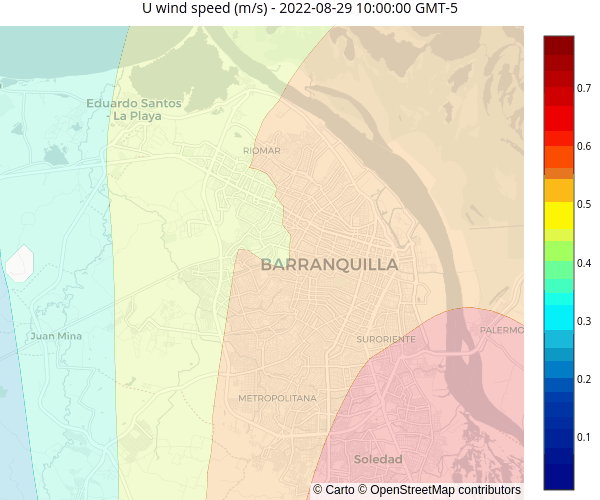 U wind speed (m/s) - 2022-08-29 10:00:00 GMT-5
Eduardo Santos
- La Playa
RIOMAR
BARRANQUILLA
Juan Mina
SURORIENTE
PALERMO
METROPOLITANA
Soledad
© Carto © OpenStreetMap contributors
0.7
0.6
0.5
0.4
0.3
0.2
0.1